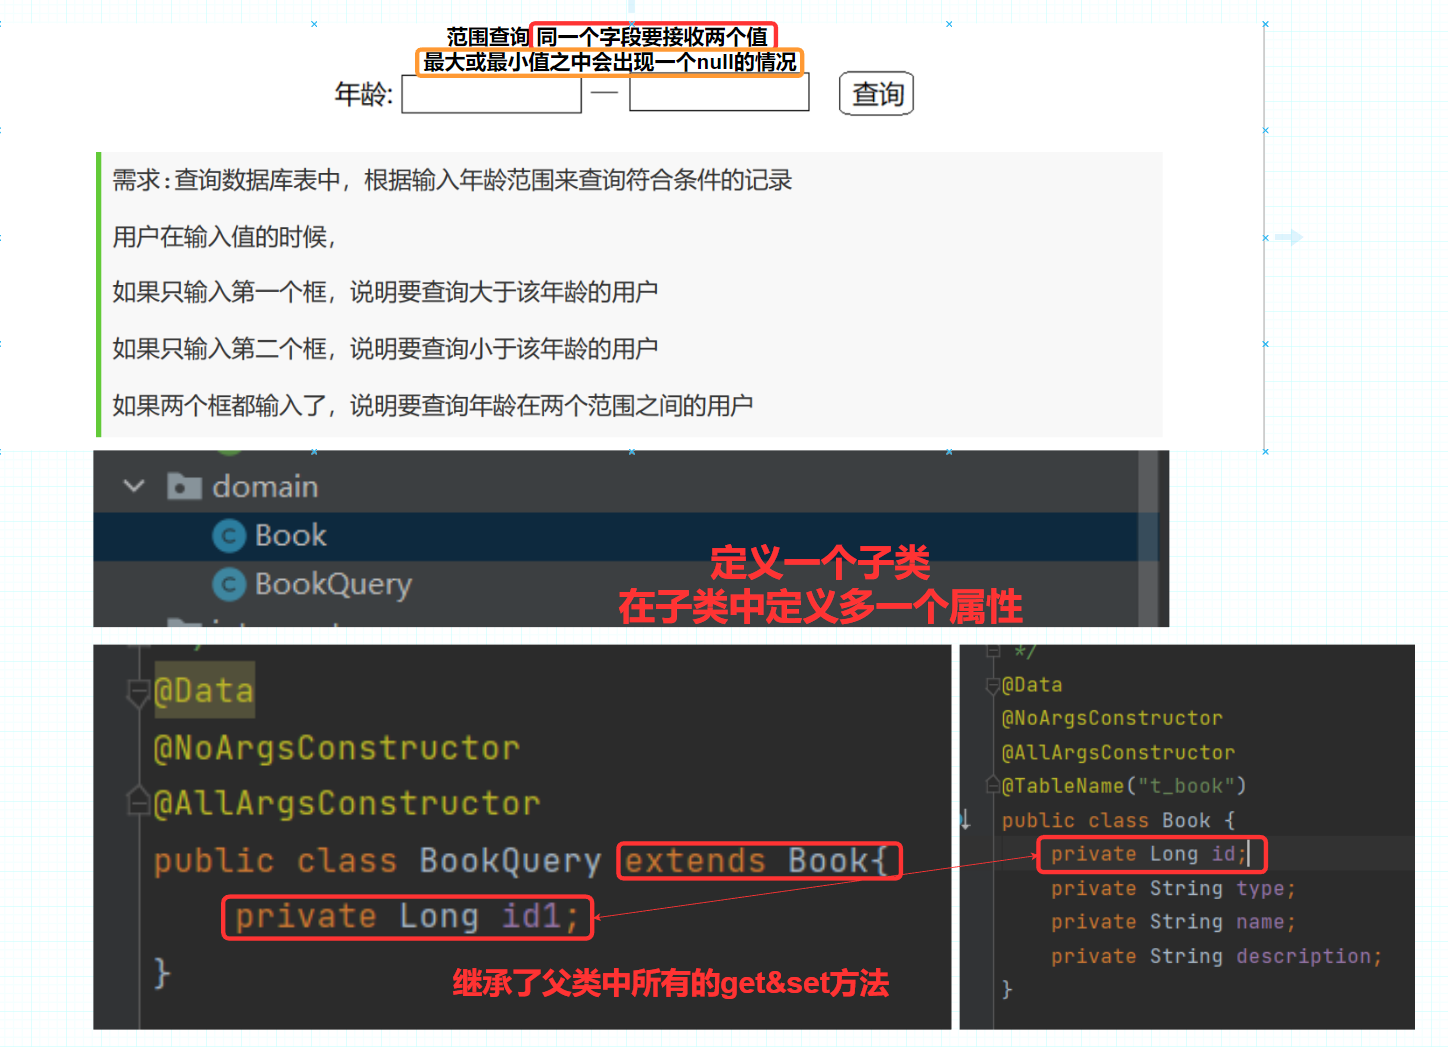 范围查询 同一个字段要接收两个值
最大或最小值之中会出现一个null的情况
年龄: — 查询
需求:查询数据库表中，根据输入年龄范围来查询符合条件的记录
用户在输入值的时候，
如果只输入第一个框，说明要查询大于该年龄的用户
如果只输入第二个框，说明要查询小于该年龄的用户
如果两个框都输入了，说明要查询年龄在两个范围之间的用户
domain
Book
BookQuery
定义一个子类
在子类中定义多一个属性
@Data
@NoArgsConstructor
@AllArgsConstructor
public class BookQuery extends Book{
private Long id1;
}
继承了父类中所有的get&set方法
*/
@Data
@NoArgsConstructor
@AllArgsConstructor
@TableName("t_book")
public class Book {
private Long id;
private String type;
private String name;
private String description;
}